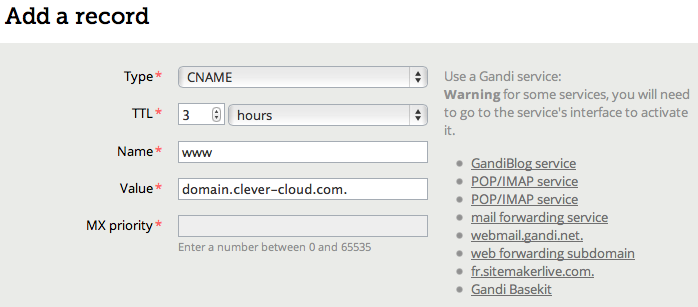 Add a record
Type* CNAME
TTL* 3 hours
Name* www
Value* domain.clever-cloud.com.
MX priority*
Enter a number between 0 and 65535
Use a Gandi service:
Warning for some services, you will need
to go to the service's interface to activate
it.
GandiBlog service
POP/IMAP service
POP/IMAP service
mail forwarding service
webmail.gandi.net.
web forwarding subdomain
fr.sitemakerlive.com.
Gandi Basekit